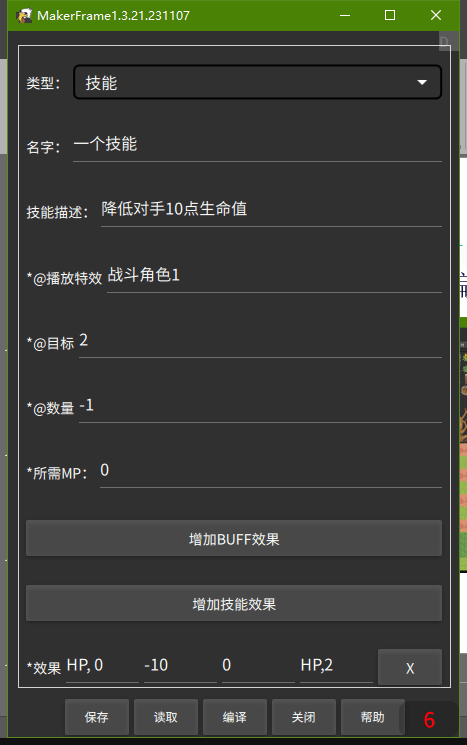 MakerFrame1.3.21.231107
D
类型： 技能
名字： 一个技能
技能描述： 降低对手10点生命值
*@播放特效 战斗角色1
*@目标 2
*@数量 -1
*所需MP： 0
增加BUFF效果
增加技能效果
*效果 HP, 0 -10 0 HP,2 X
保存 读取 编译 关闭 帮助 6